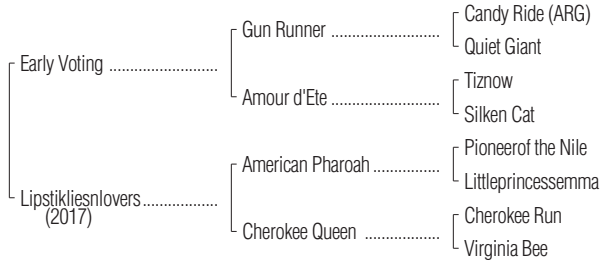 Candy Ride (ARG)
Gun Runner ......................
Quiet Giant
Early Voting ......................
Tiznow
Amour d'Ete ......................
Silken Cat
Pioneerof the Nile
American Pharoah ..............
Littleprincessemma
Lipstikliesnlovers ...............
(2017)
Cherokee Run
Cherokee Queen ...............
Virginia Bee